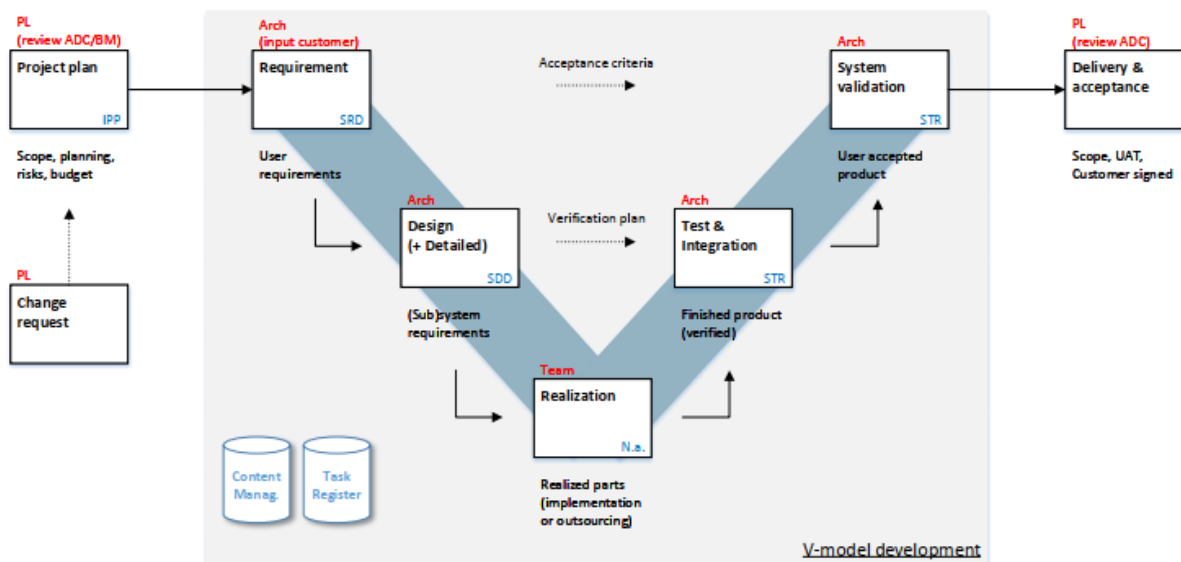 PL
(review ADC/BM)
Project plan
IPP
Scope, planning,
risks, budget
PL
Change
request
Arch
(input customer)
Requirement
SRD
User
requirements
Acceptance criteria
Arch
System
validation
STR
User accepted
product
PL
(review ADC)
Delivery &
acceptance
Scope, UAT,
Customer signed
Arch
Design
(+ Detailed)
SDD
(Sub)system
requirements
Verification plan
Arch
Test &
Integration
STR
Finished product
(verified)
Team
Realization
N.a.
Realized parts
(implementation
or outsourcing)
Content
Manag.
Task
Register
V-model development